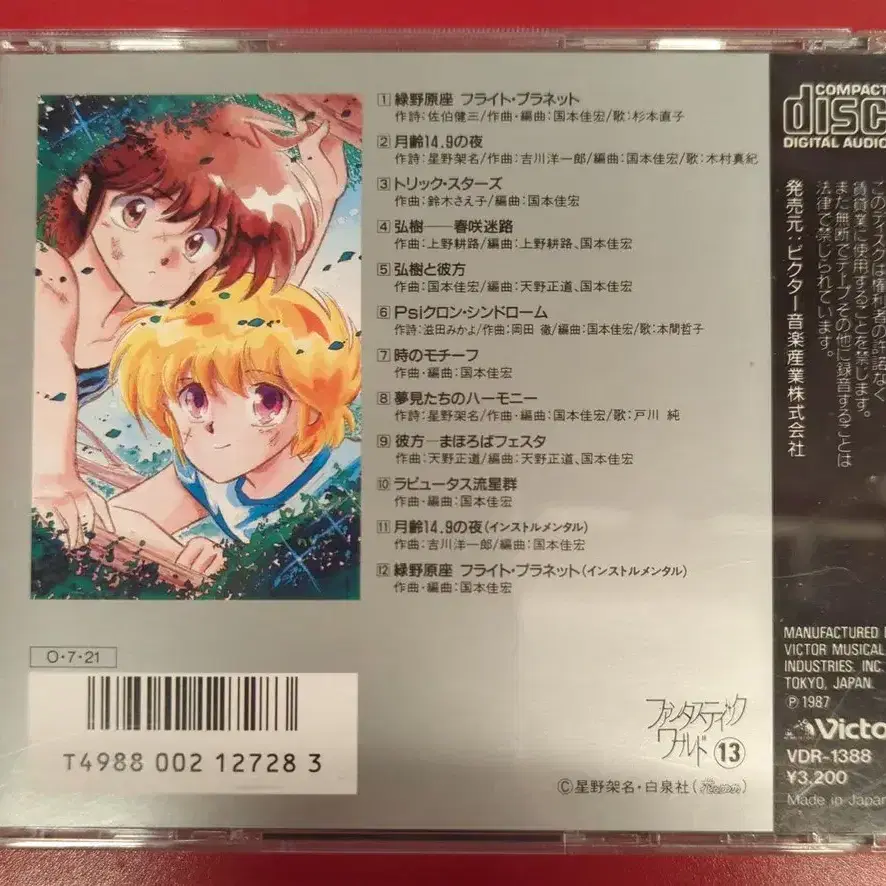 1 緑野原座 フライト・プラネット
作詩:佐伯健三/作曲・編曲:国本佳宏/歌:杉本直子
2 月齢14.9の夜
作詩:星野架名/作曲:吉川洋一郎/編曲:国本佳宏/歌:木村真紀
3 トリック・スターズ
作曲:鈴木さえ子/編曲:国本佳宏
4 弘樹──春咲迷路
作曲:上野耕路/編曲:上野耕路、国本佳宏
5 弘樹と彼方
作曲:国本佳宏/編曲:天野正道、国本佳宏
6 Psiクロン・シンドローム
作詩:益田みかよ/作曲:岡田 徹/編曲:国本佳宏/歌:本間哲子
7 時のモチーフ
作曲・編曲:国本佳宏
8 夢見たちのハーモニー
作詩:星野架名/作曲・編曲:国本佳宏/歌:戸川 純
9 彼方─まほろばフェスタ
作曲:天野正道/編曲:天野正道、国本佳宏
10 ラピュータス流星群
作曲・編曲:国本佳宏
11 月齢14.9の夜(インストルメンタル)
作曲:吉川洋一郎/編曲:国本佳宏
12 緑野原座 フライト・プラネット(インストルメンタル)
作曲・編曲:国本佳宏
O・7・21
T4988 002 12728 3
ファンタスティック
ワールド 13
©星野架名・白泉社(花とゆめ)
COMPACT
disc
DIGITAL AUDIO
このディスクは権利者の許諾なく
賃貸業に使用することを禁じます。
また無断でテープその他に録音することは
法律で禁じられています。
発売元:ビクター音楽産業株式会社
MANUFACTURED
VICTOR MUSICAL
INDUSTRIES. INC.
TOKYO, JAPAN.
℗ 1987
Victo
VDR-1388
¥3,200
Made in Japan